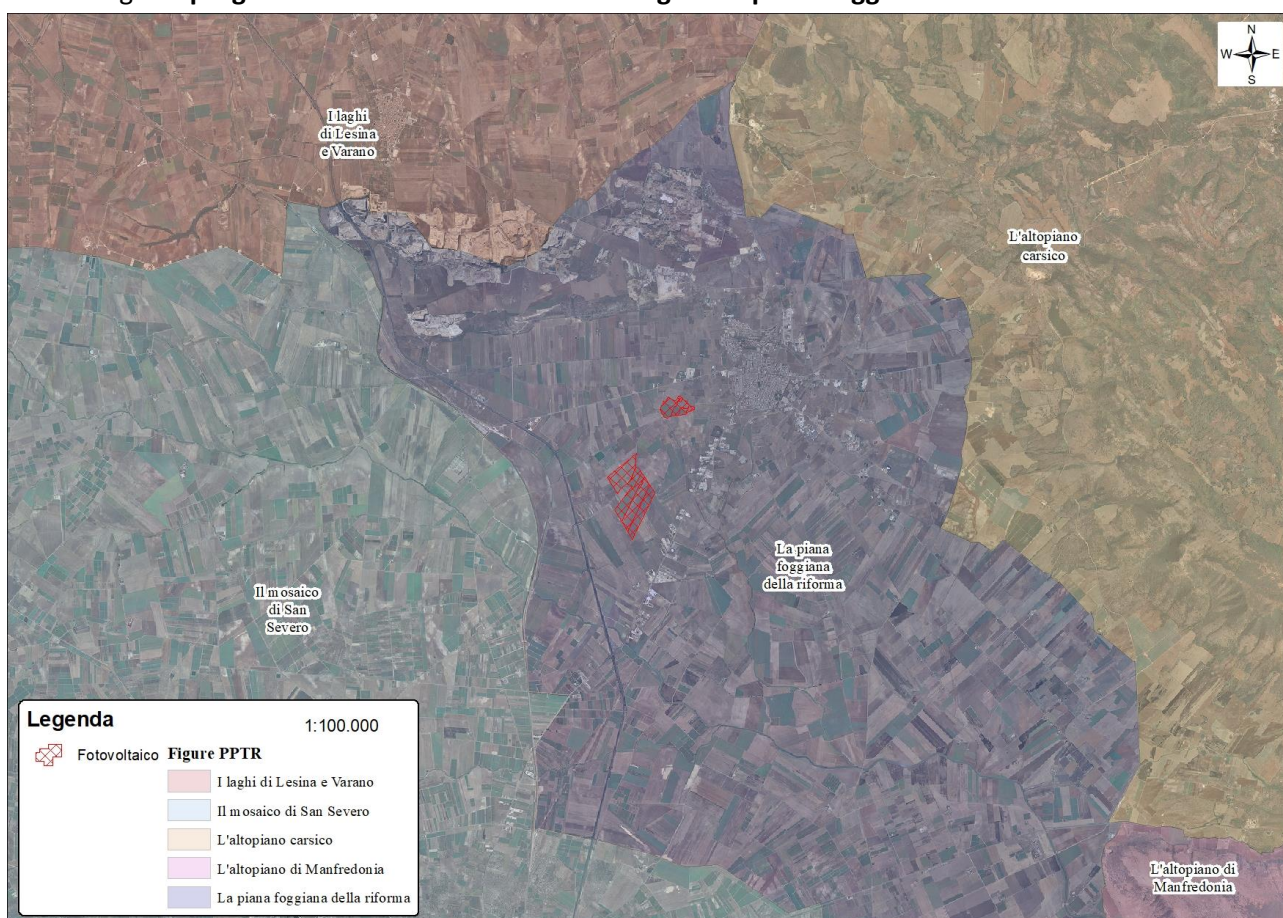 N
W E
S
I laghi
di Lesina
e Varano
L'altopiano
carsico
La piana
foggiana
della riforma
Il mosaico
di San
Severo
L'altopiano di
Manfredonia
Legenda
1:100.000
Fotovoltaico
Figure PPTR
I laghi di Lesina e Varano
Il mosaico di San Severo
L'altopiano carsico
L'altopiano di Manfredonia
La piana foggiana della riforma